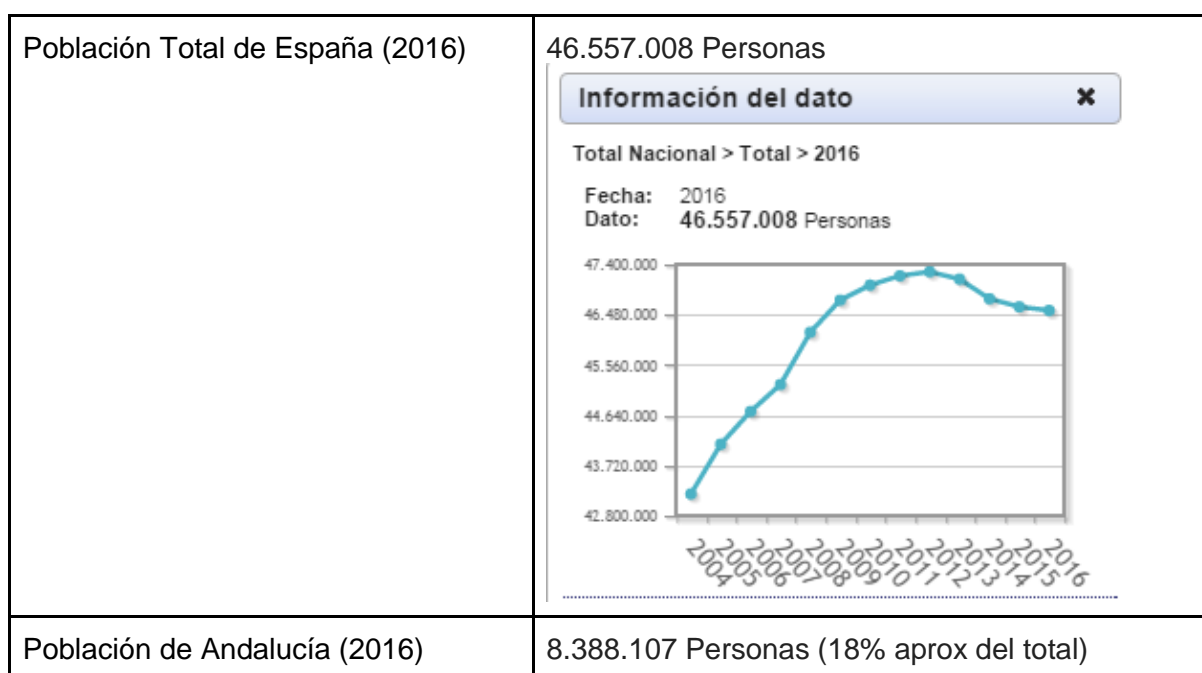 Población Total de España (2016)
46.557.008 Personas
Información del dato ✖
Total Nacional > Total > 2016
Fecha: 2016
Dato: 46.557.008 Personas
47.400.000
46.480.000
45.560.000
44.640.000
43.720.000
42.800.000
2004 2005 2006 2007 2008 2009 2010 2011 2012 2013 2014 2015 2016
Población de Andalucía (2016)
8.388.107 Personas (18% aprox del total)